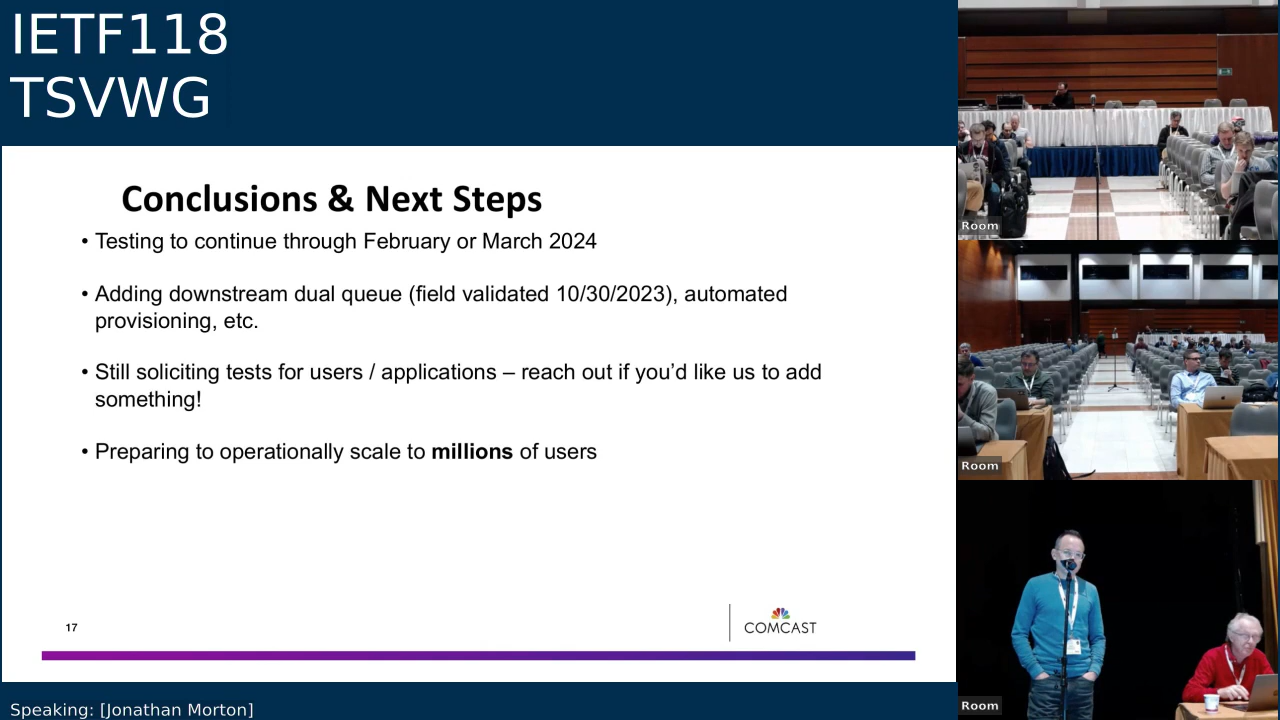 IETF118
TSVWG
Conclusions & Next Steps
• Testing to continue through February or March 2024
• Adding downstream dual queue (field validated 10/30/2023), automated
provisioning, etc.
• Still soliciting tests for users / applications – reach out if you’d like us to add
something!
• Preparing to operationally scale to millions of users
17
COMCAST
Speaking: [Jonathan Morton]
Room
Room
Room